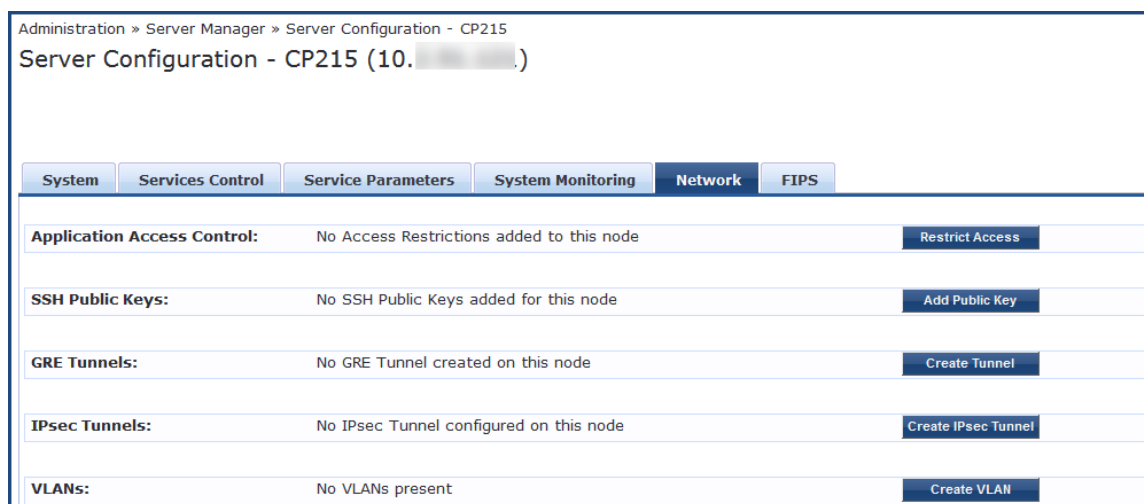 Administration » Server Manager » Server Configuration - CP215
Server Configuration - CP215 (10. .)
System Services Control Service Parameters System Monitoring Network FIPS
Application Access Control: No Access Restrictions added to this node Restrict Access
SSH Public Keys: No SSH Public Keys added for this node Add Public Key
GRE Tunnels: No GRE Tunnel created on this node Create Tunnel
IPsec Tunnels: No IPsec Tunnel configured on this node Create IPsec Tunnel
VLANs: No VLANs present Create VLAN